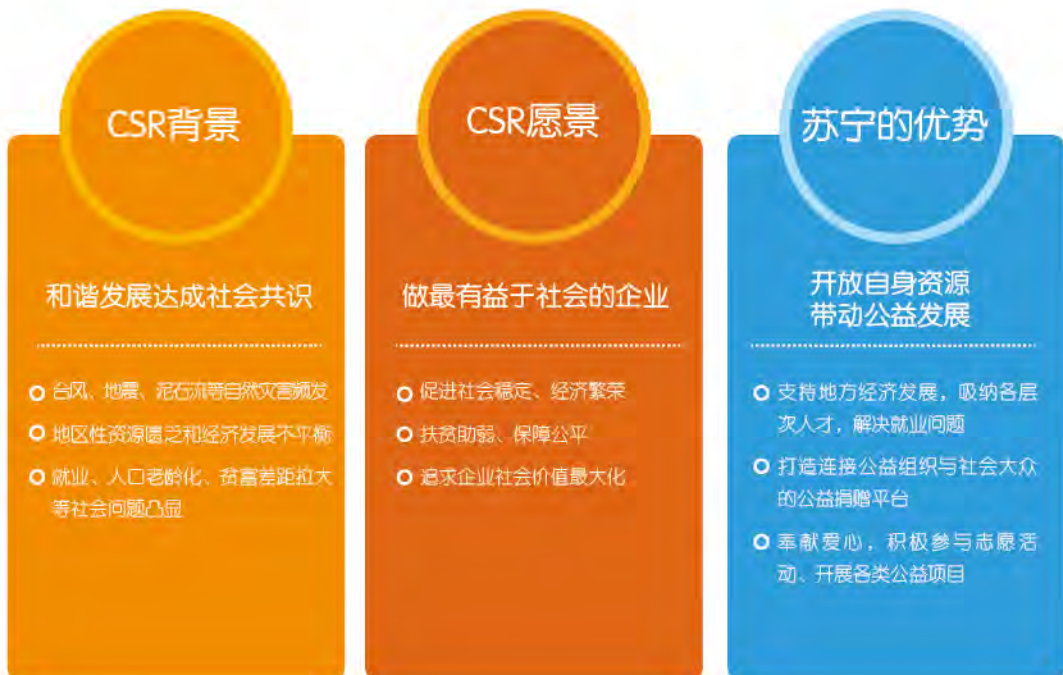 CSR背景
和谐发展达成社会共识
台风、地震、泥石流等自然灾害频发
地区性资源匮乏和经济发展不平衡
就业、人口老龄化、贫富差距拉大
等社会问题凸显
CSR愿景
做最有益于社会的企业
促进社会稳定、经济繁荣
扶贫助弱、保障公平
追求企业社会价值最大化
苏宁的优势
开放自身资源
带动公益发展
支持地方经济发展，吸纳各层
次人才，解决就业问题
打造连接公益组织与社会大众
的公益捐赠平台
奉献爱心，积极参与志愿活
动、开展各类公益项目